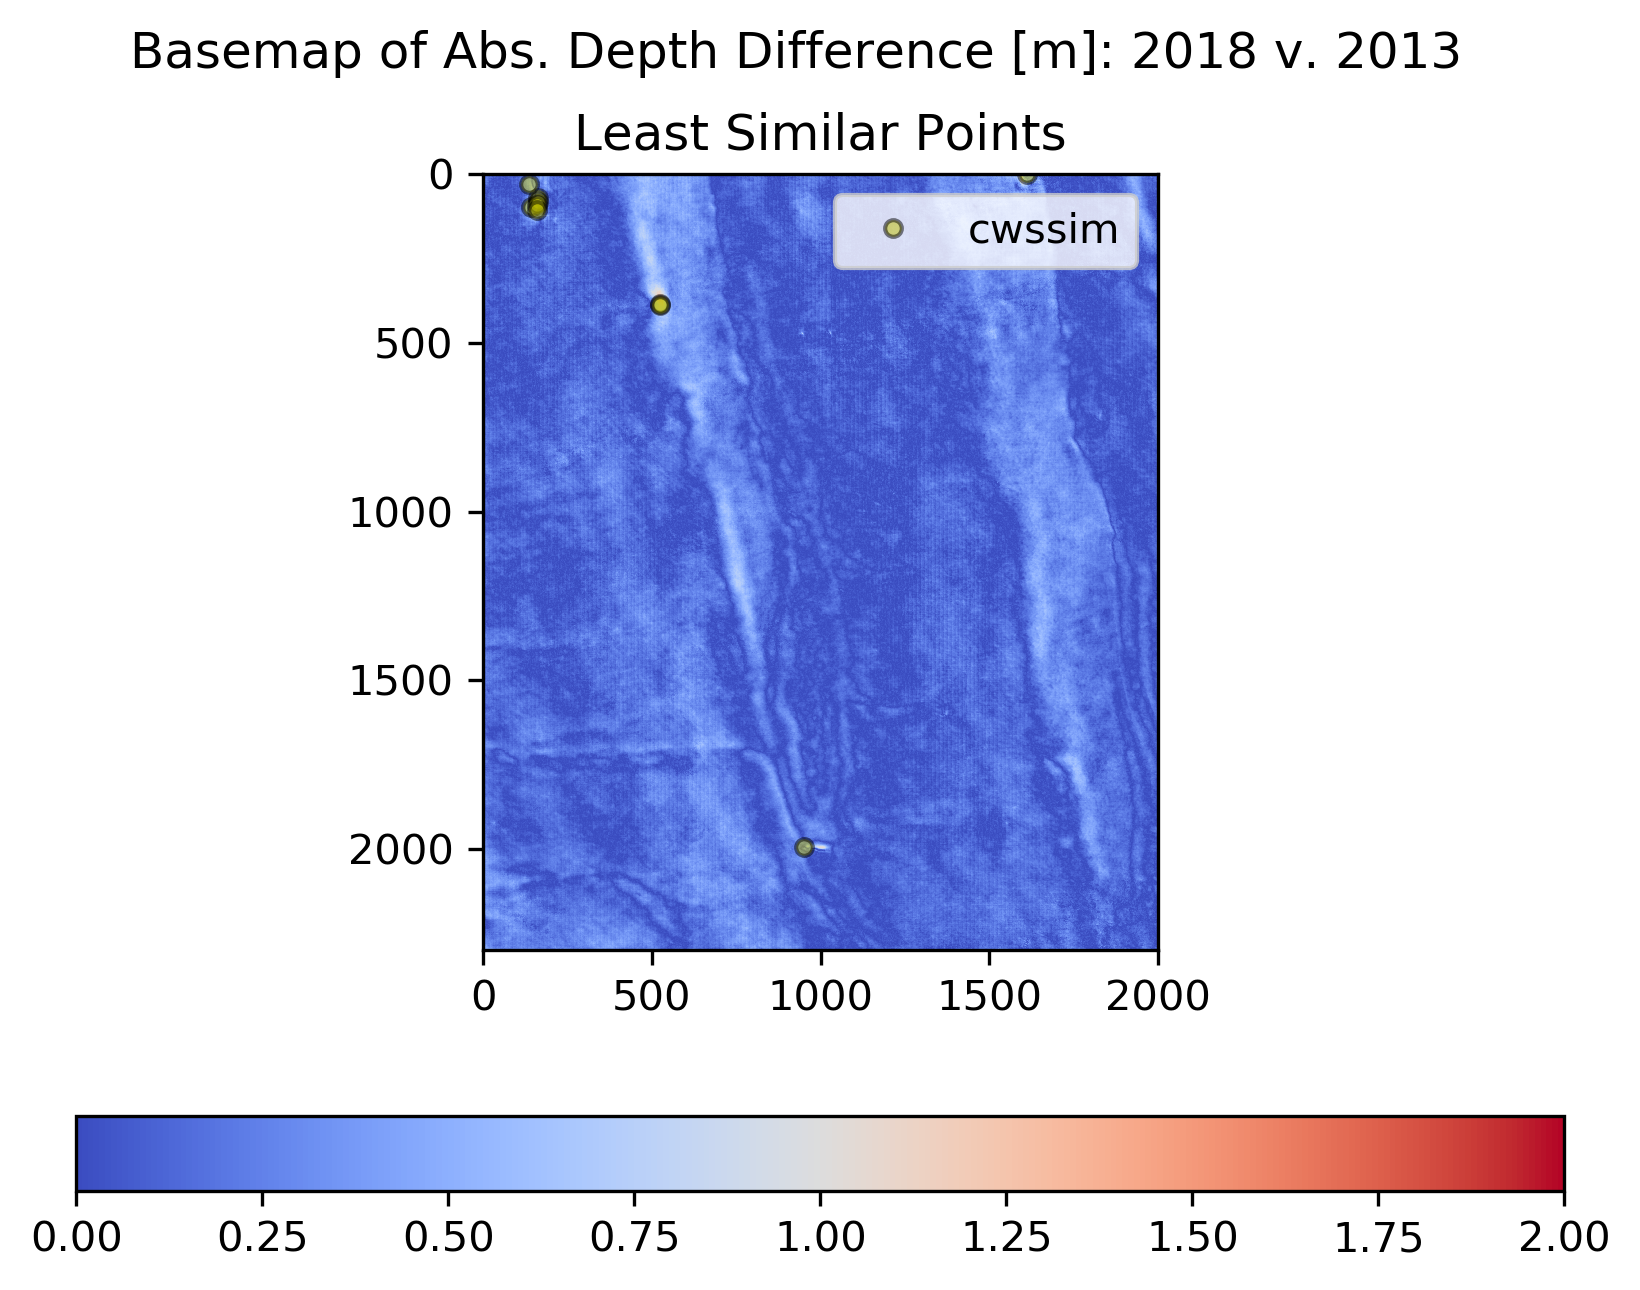 Basemap of Abs. Depth Difference [m]: 2018 v. 2013
Least Similar Points
cwssim
0
500
1000
1500
2000
0 500 1000 1500 2000
0.00 0.25 0.50 0.75 1.00 1.25 1.50 1.75 2.00